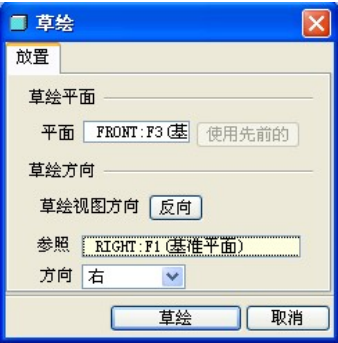 草绘
放置
草绘平面
平面 FRONT:F3(基 使用先前的
草绘方向
草绘视图方向 反向
参照 RIGHT:F1(基准平面)
方向 右
草绘 取消